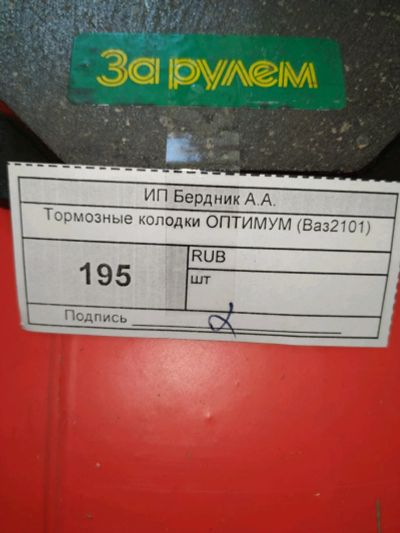 За рулем
ИП Бердник А.А.
Тормозные колодки ОПТИМУМ (Ваз2101)
195
RUB
шт
Подпись